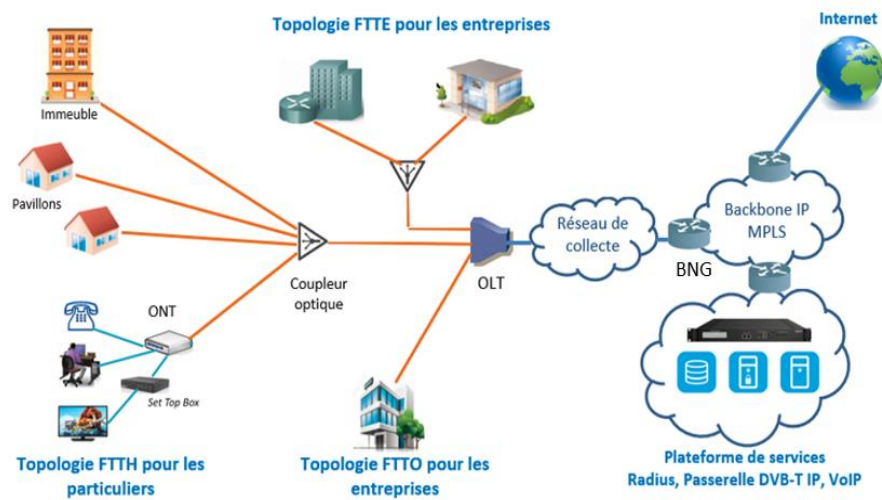 Topologie FTTE pour les entreprises
Internet
Immeuble
Pavillons
Réseau de
collecte
Backbone IP
MPLS
BNG
OLT
Coupleur
optique
ONT
Set Top Box
Topologie FTTH pour les
particuliers
Topologie FTTO pour les
entreprises
Plateforme de services
Radius, Passerelle DVB-T IP, VoIP